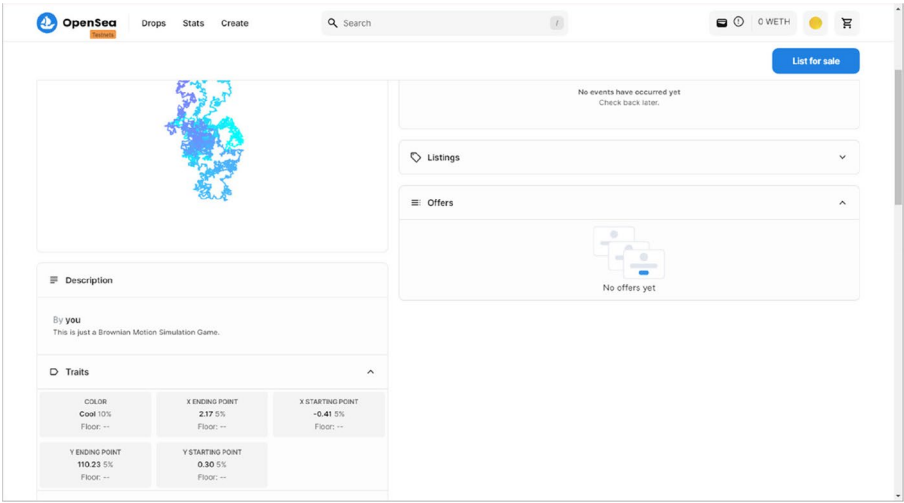 OpenSea
Testnets
Drops Stats Create
Search /
0 WETH
List for sale
No events have occurred yet
Check back later.
Listings
Offers
No offers yet
Description
By you
This is just a Brownian Motion Simulation Game.
Traits
COLOR
Cool 10%
Floor: --
X ENDING POINT
2.17 5%
Floor: --
X STARTING POINT
-0.41 5%
Floor: --
Y ENDING POINT
110.23 5%
Floor: --
Y STARTING POINT
0.30 5%
Floor: --